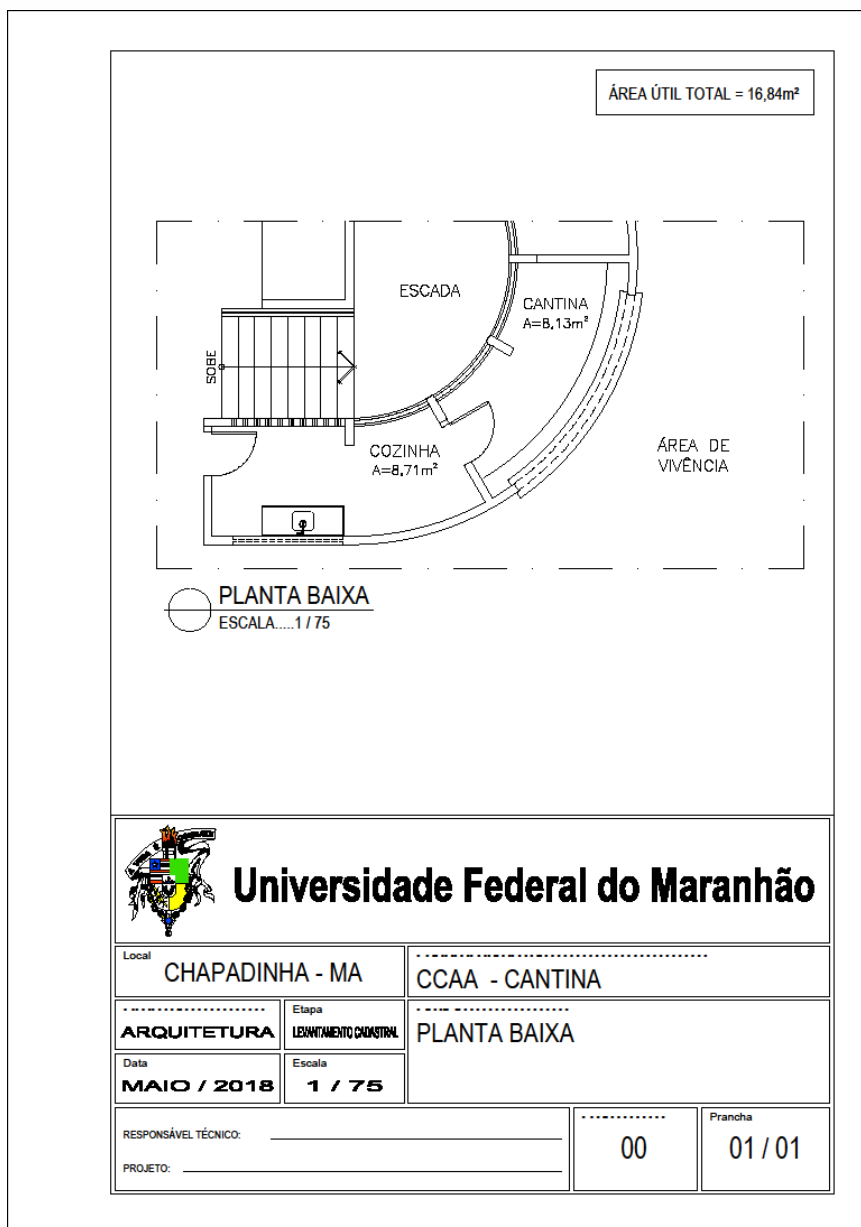 ÁREA ÚTIL TOTAL = 16,84m²
ESCADA
CANTINA
A=8,13m²
SOBE
COZINHA
A=8,71m²
ÁREA DE
VIVÊNCIA
PLANTA BAIXA
ESCALA.....1 / 75
Universidade Federal do Maranhão
Local
CHAPADINHA - MA
CCAA - CANTINA
ARQUITETURA
Etapa
LEVANTAMENTO CADASTRAL
PLANTA BAIXA
Data
MAIO / 2018
Escala
1 / 75
RESPONSÁVEL TÉCNICO:
PROJETO:
00
Prancha
01 / 01